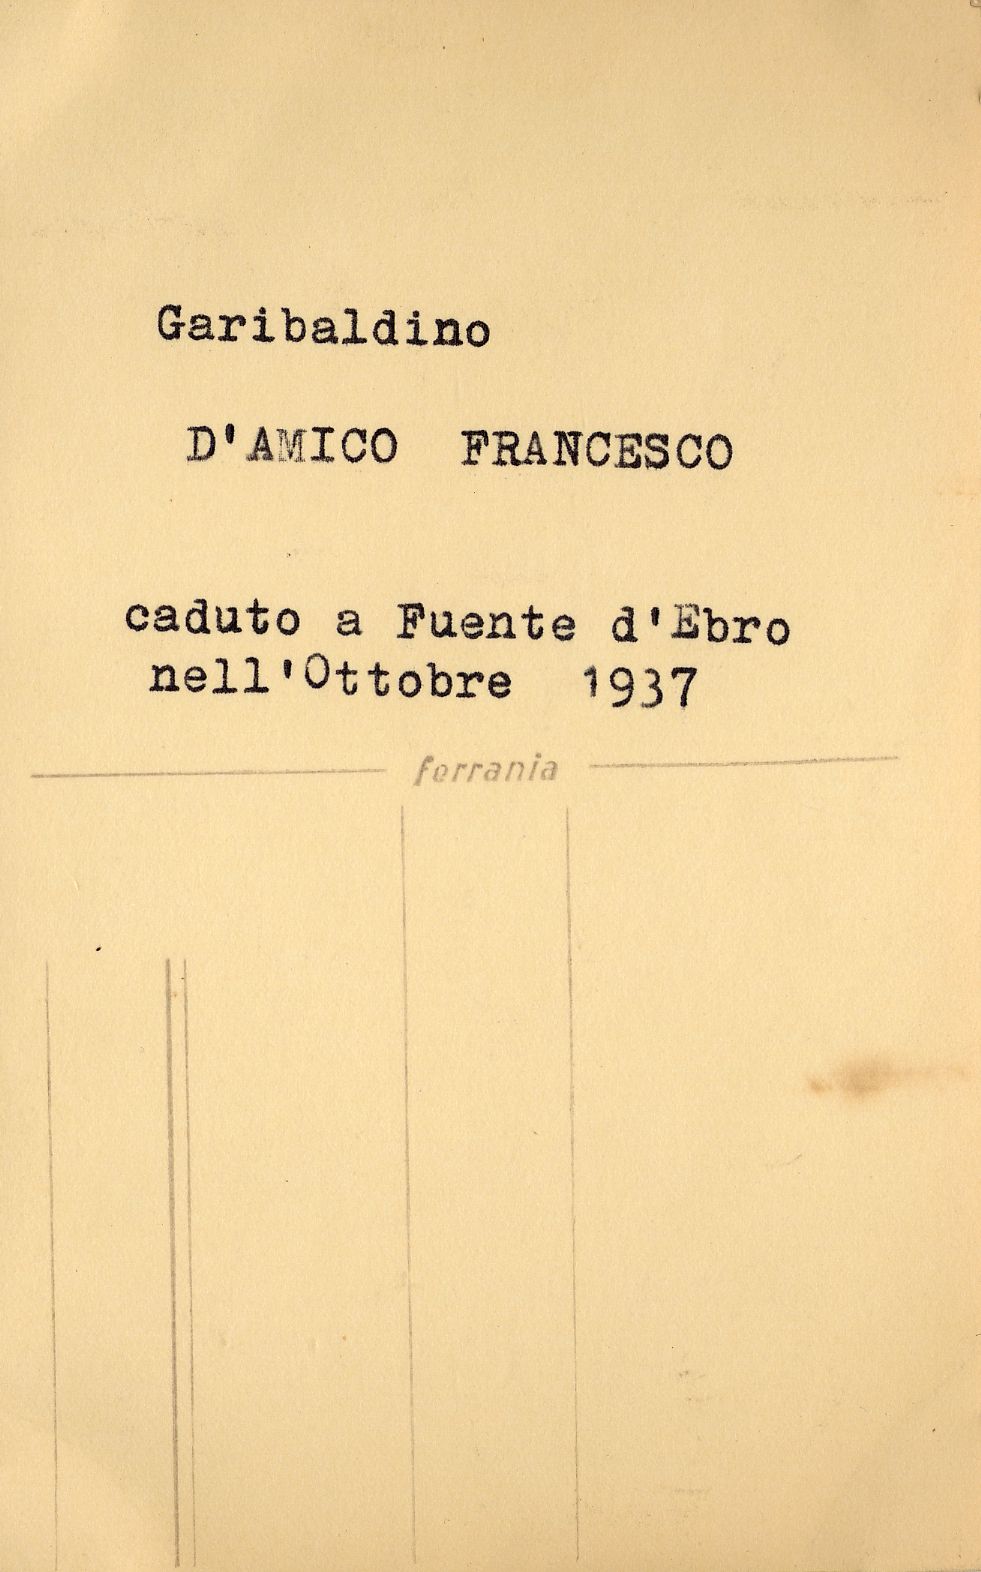 Garibaldino
D'AMICO FRANCESCO
caduto a Fuente d'Ebro
nell'Ottobre 1937
ferrania